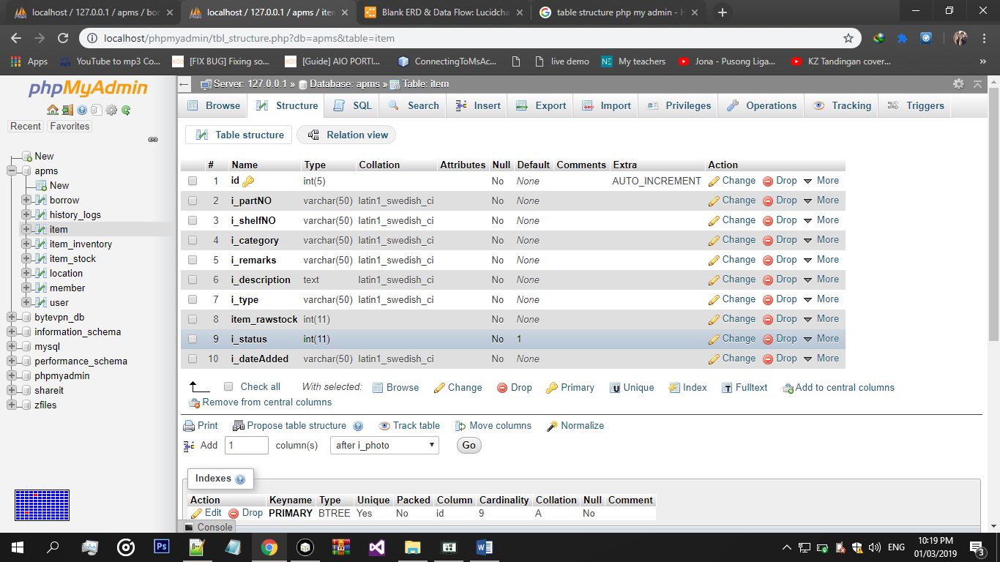 localhost / 127.0.0.1 / apms / bor
localhost / 127.0.0.1 / apms / iter
Blank ERD & Data Flow: Lucidcha
table structure php my admin -
localhost/phpmyadmin/tbl_structure.php?db=apms&table=item
Apps
YouTube to mp3 Co...
[FIX BUG] Fixing so...
[Guide] AIO PORTI...
ConnectingToMsAc...
live demo
NE
My teachers
Jona - Pusong Liga...
KZ Tandingan cover...
»
phpMyAdmin
Recent
Favorites
New
apms
New
borrow
history_logs
item
item_inventory
item_stock
location
member
user
bytevpn_db
information_schema
mysql
performance_schema
phpmyadmin
shareit
zfiles
Server: 127.0.0.1 » Database: apms » Table: item
Browse Structure SQL Search Insert Export Import Privileges Operations Tracking Triggers
Table structure Relation view
# Name Type Collation Attributes Null Default Comments Extra Action
1 id int(5) No None AUTO_INCREMENT Change Drop More
2 i_partNO varchar(50) latin1_swedish_ci No None Change Drop More
3 i_shelfNO varchar(50) latin1_swedish_ci No None Change Drop More
4 i_category varchar(50) latin1_swedish_ci No None Change Drop More
5 i_remarks varchar(50) latin1_swedish_ci No None Change Drop More
6 i_description text latin1_swedish_ci No None Change Drop More
7 i_type varchar(50) latin1_swedish_ci No None Change Drop More
8 item_rawstock int(11) No None Change Drop More
9 i_status int(11) No 1 Change Drop More
10 i_dateAdded varchar(50) latin1_swedish_ci No None Change Drop More
Check all With selected: Browse Change Drop Primary Unique Index Fulltext Add to central columns
Remove from central columns
Print Propose table structure Track table Move columns Normalize
Add 1 column(s) after i_photo Go
Indexes
Action Keyname Type Unique Packed Column Cardinality Collation Null Comment
Edit Drop PRIMARY BTREE Yes No id 9 A No
Console
Ps
ENG
10:19 PM
01/03/2019
3